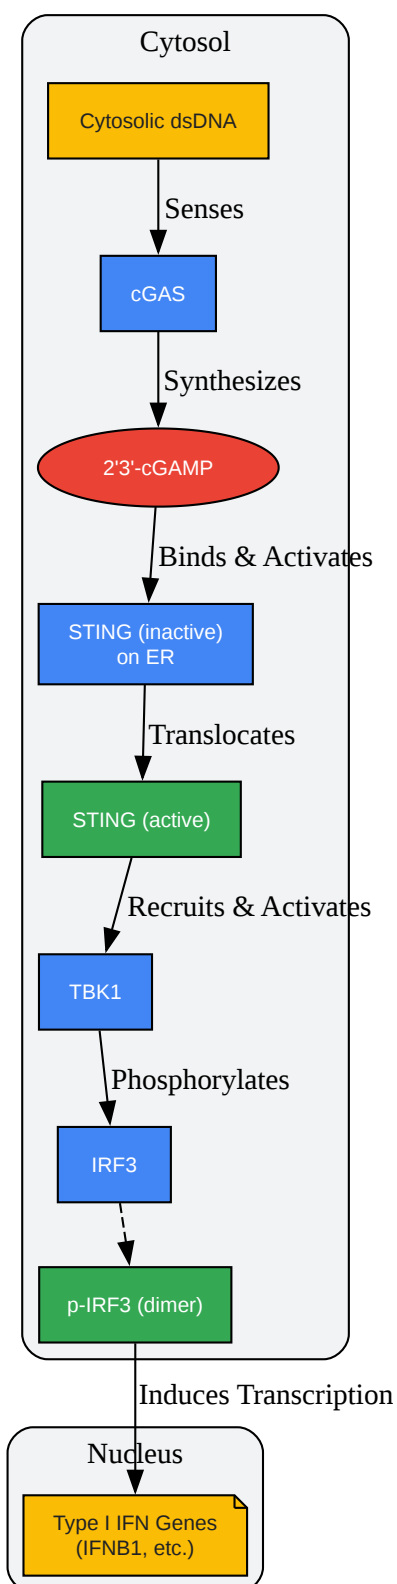 Cytosol
Cytosolic dsDNA
Senses
cGAS
Synthesizes
2'3'-cGAMP
Binds & Activates
STING (inactive)
on ER
Translocates
STING (active)
Recruits & Activates
TBK1
Phosphorylates
IRF3
p-IRF3 (dimer)
Induces Transcription
Nucleus
Type I IFN Genes
(IFNB1, etc.)